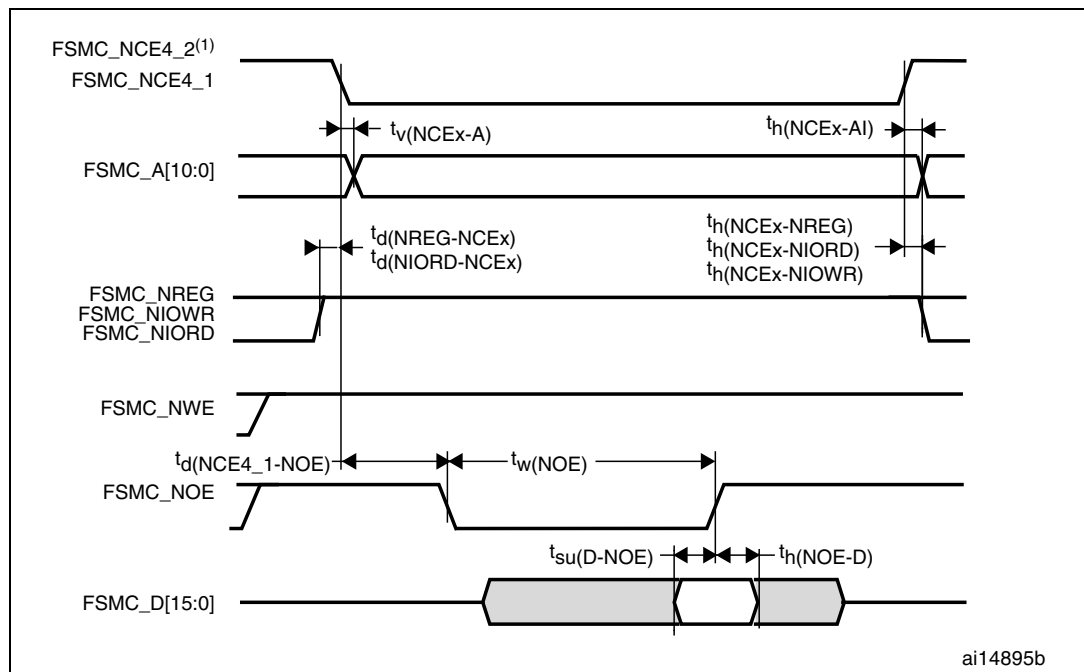 FSMC_NCE4_2(1)
FSMC_NCE4_1
tv(NCEx-A)
th(NCEx-AI)
FSMC_A[10:0]
td(NREG-NCEx)
td(NIORD-NCEx)
th(NCEx-NREG)
th(NCEx-NIORD)
th(NCEx-NIOWR)
FSMC_NREG
FSMC_NIOWR
FSMC_NIORD
FSMC_NWE
td(NCE4_1-NOE)
tw(NOE)
FSMC_NOE
tsu(D-NOE)
th(NOE-D)
FSMC_D[15:0]
ai14895b